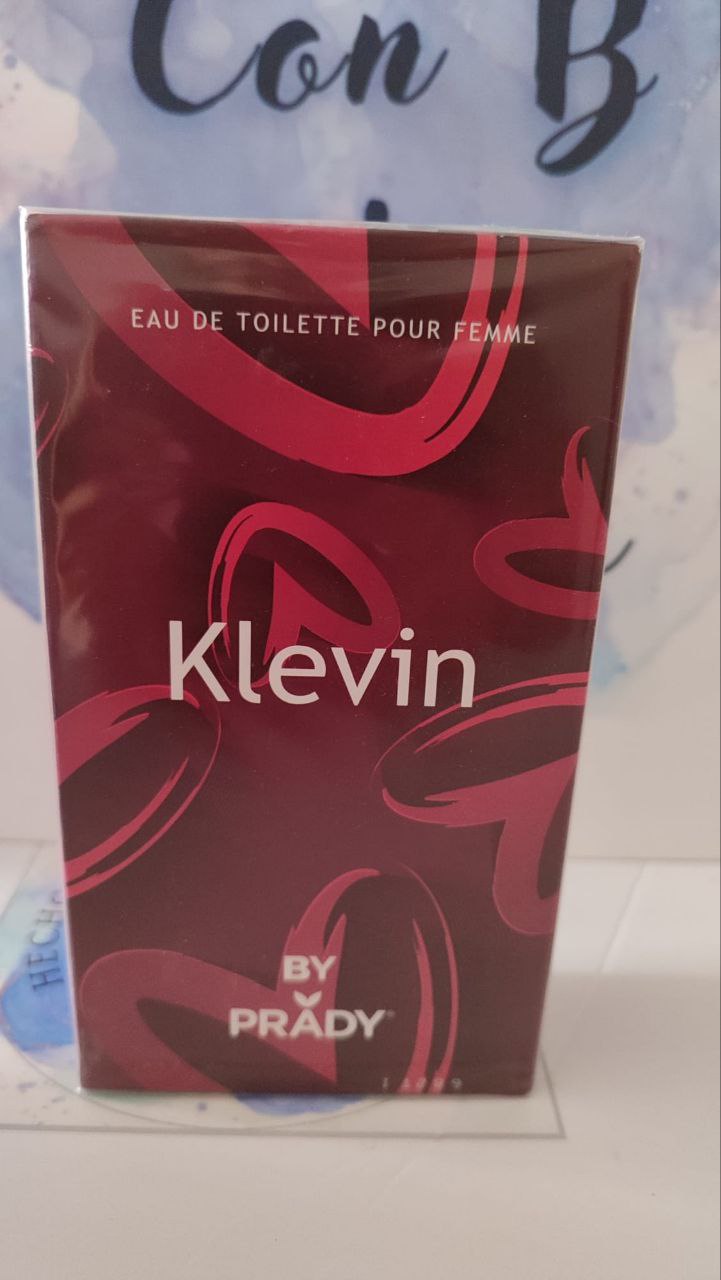 Con B
EAU DE TOILETTE POUR FEMME
Klevin
BY
PRADY